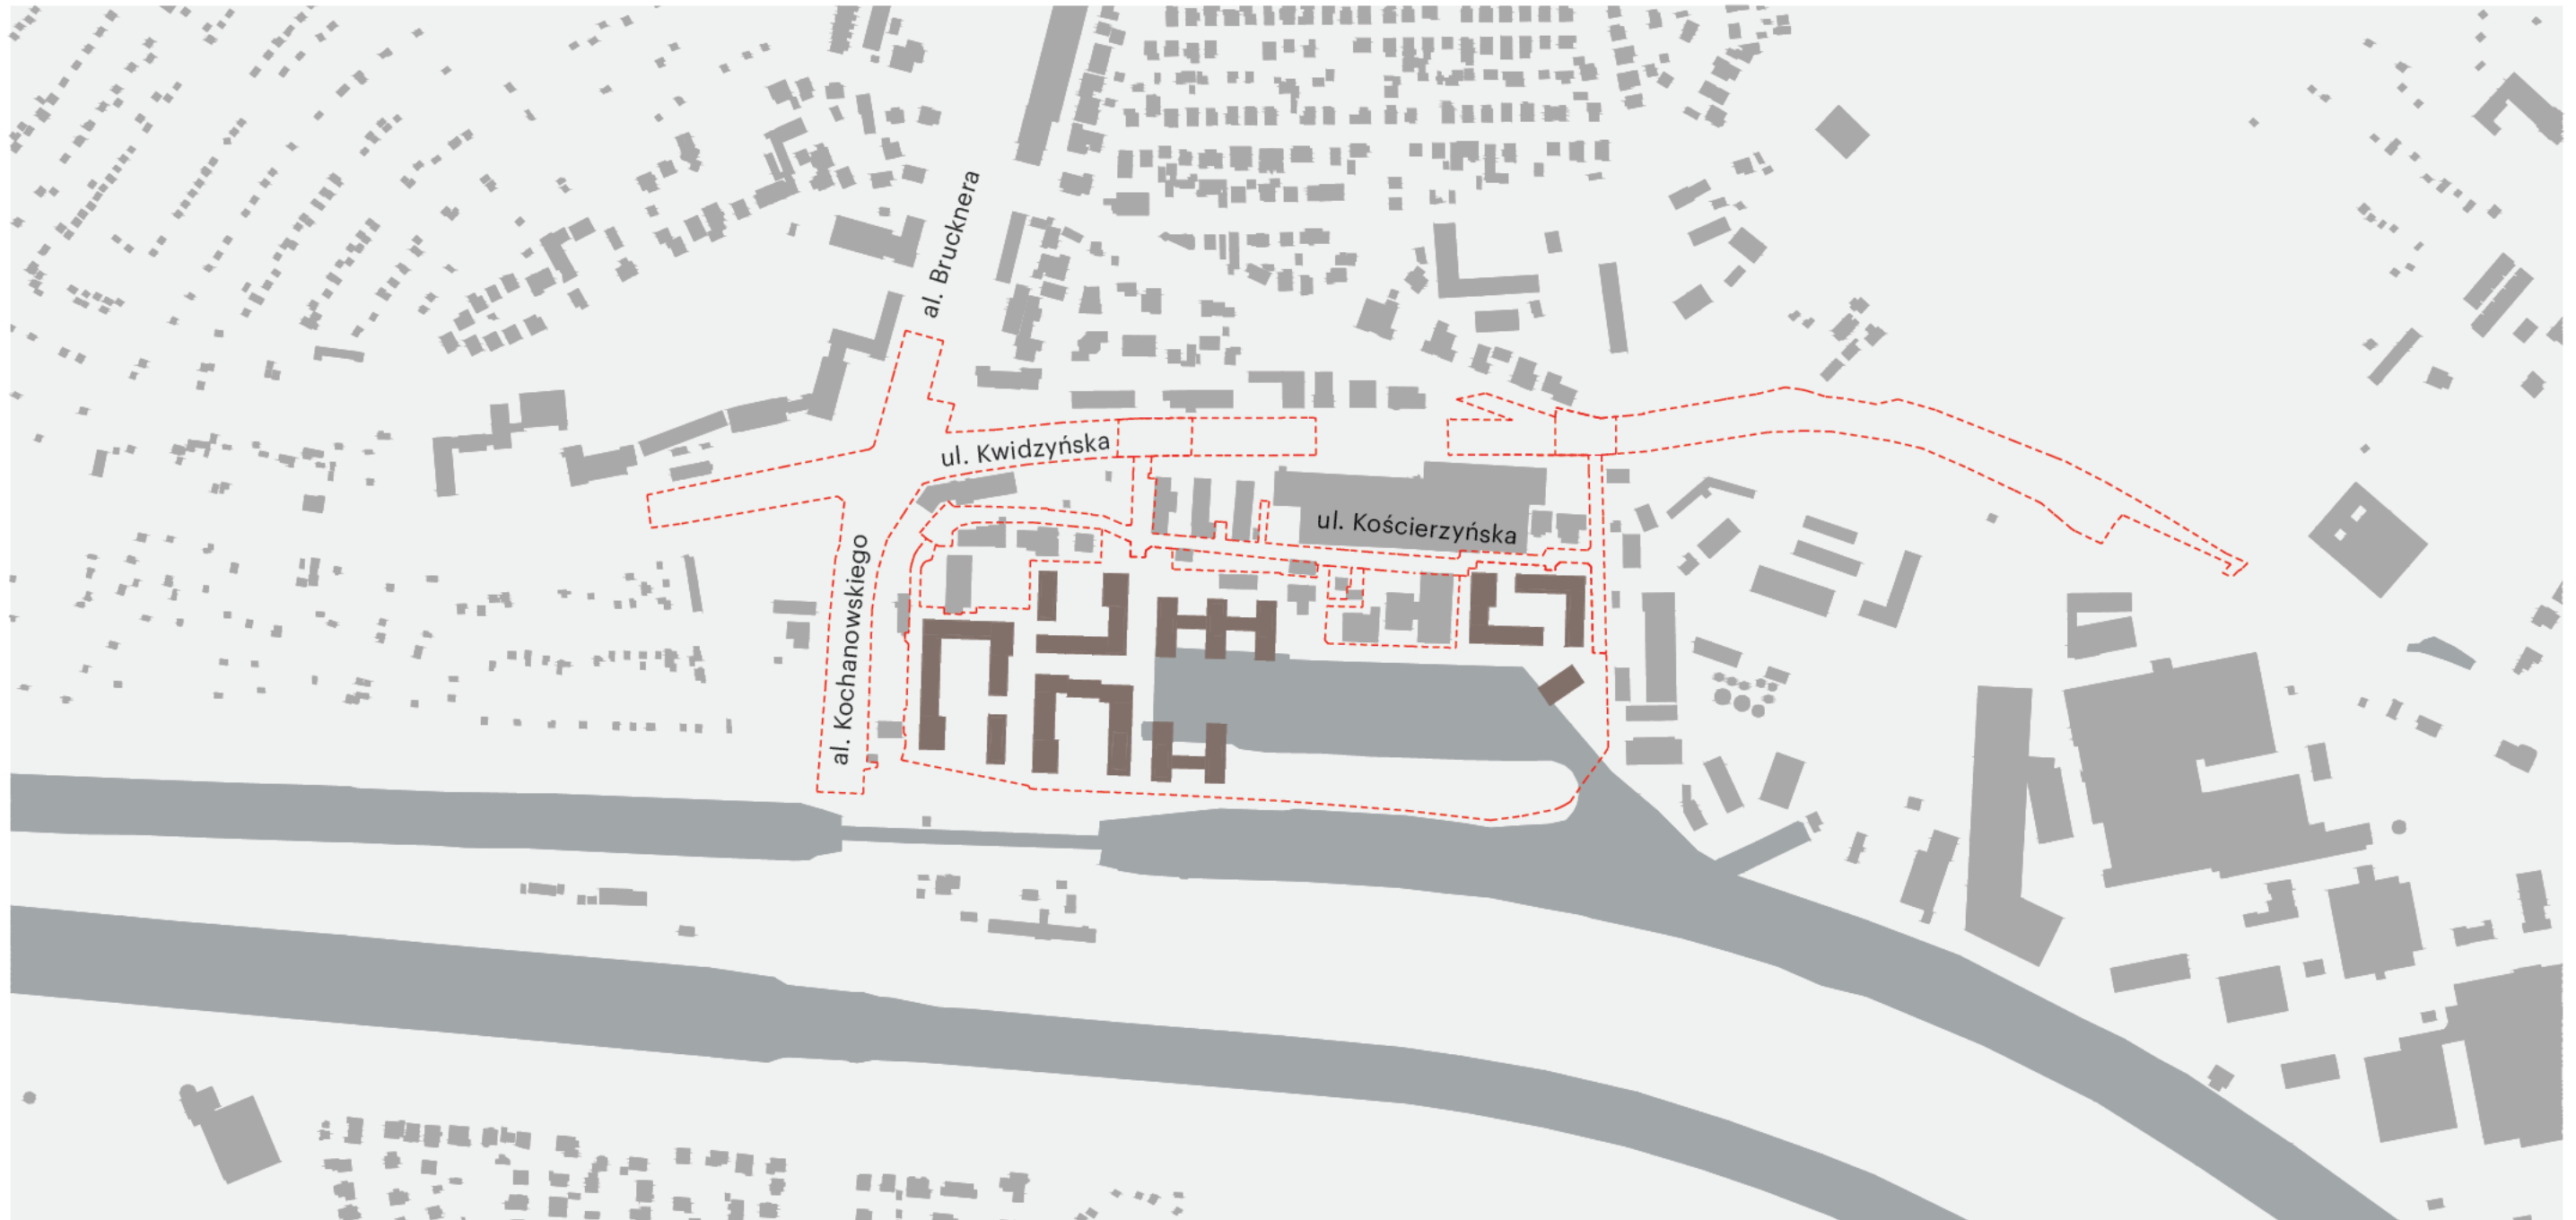 al. Brucknera
ul. Kwidzyńska
ul. Kościerzyńska
al. Kochanowskiego